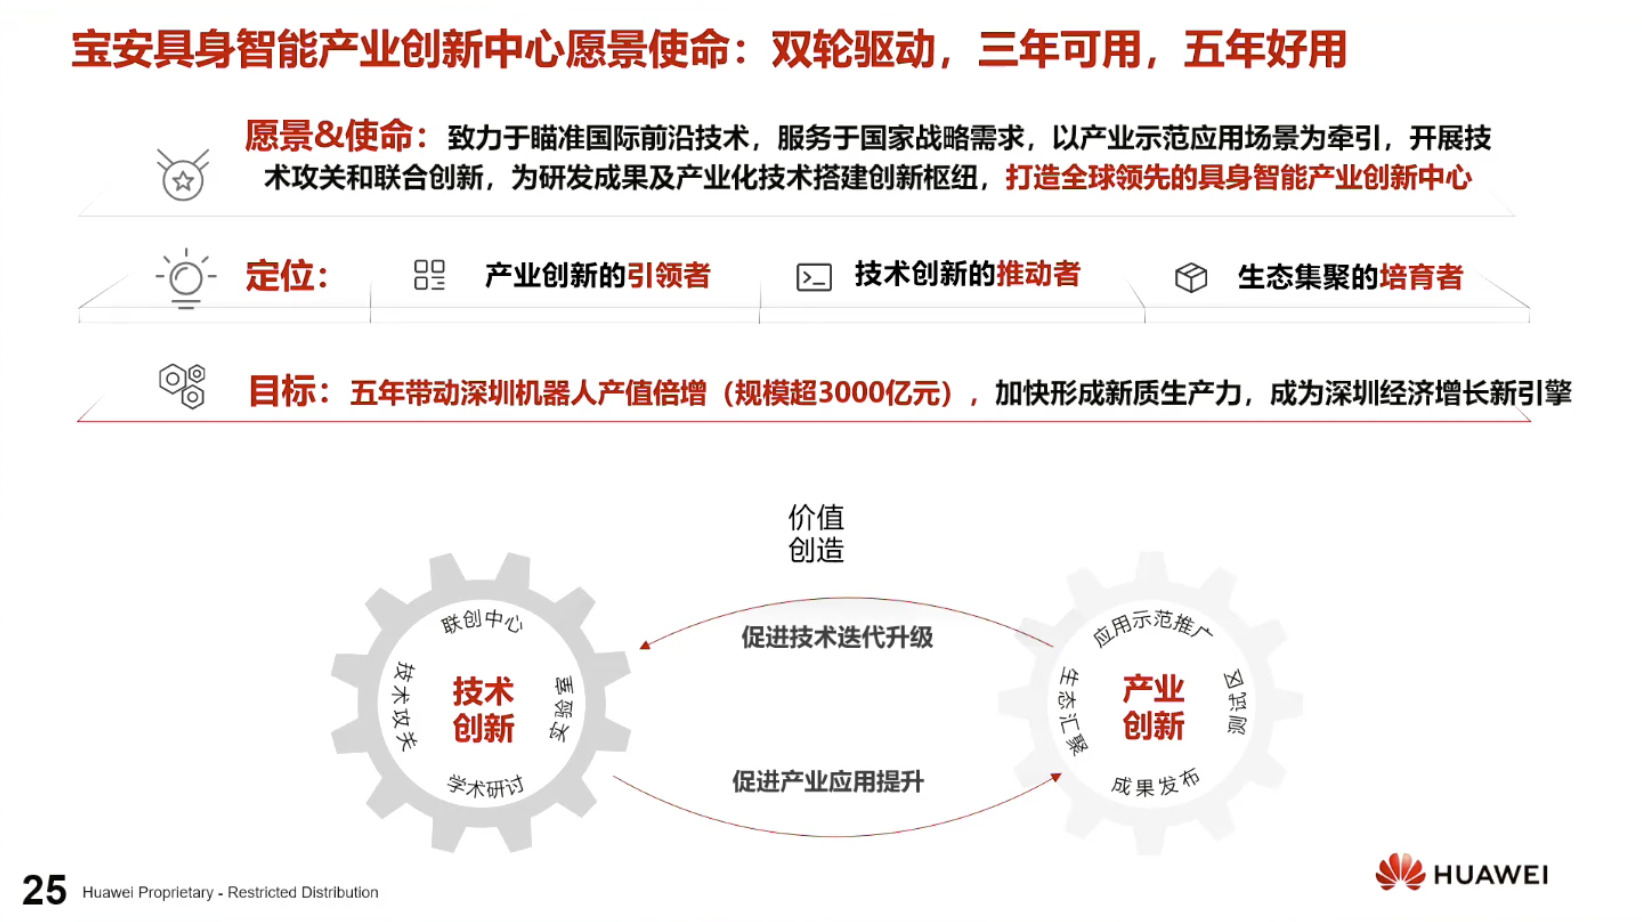 宝安具身智能产业创新中心愿景使命：双轮驱动，三年可用，五年好用
愿景&使命：致力于瞄准国际前沿技术，服务于国家战略需求，以产业示范应用场景为牵引，开展技
术攻关和联合创新，为研发成果及产业化技术搭建创新枢纽，打造全球领先的具身智能产业创新中心
定位：
产业创新的引领者
技术创新的推动者
生态集聚的培育者
目标：五年带动深圳机器人产值倍增（规模超3000亿元），加快形成新质生产力，成为深圳经济增长新引擎
价值
创造
联创中心
技术攻关
技术
创新
实验室
学术研讨
促进技术迭代升级
促进产业应用提升
应用示范推广
生态汇聚
产业
创新
测试区
成果发布
25
Huawei Proprietary - Restricted Distribution
HUAWEI